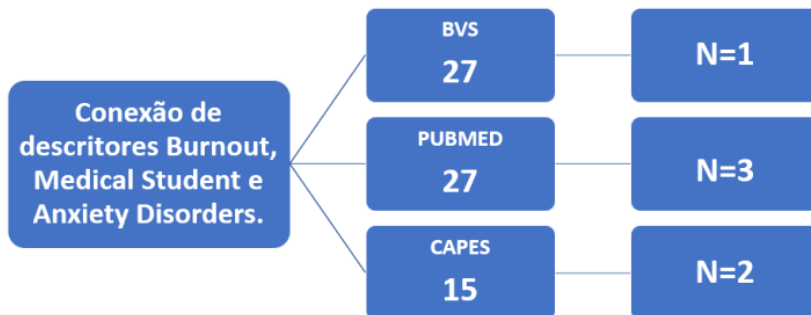 Conexão de
descritores Burnout,
Medical Student e
Anxiety Disorders.
BVS
27
N=1
PUBMED
27
N=3
CAPES
15
N=2